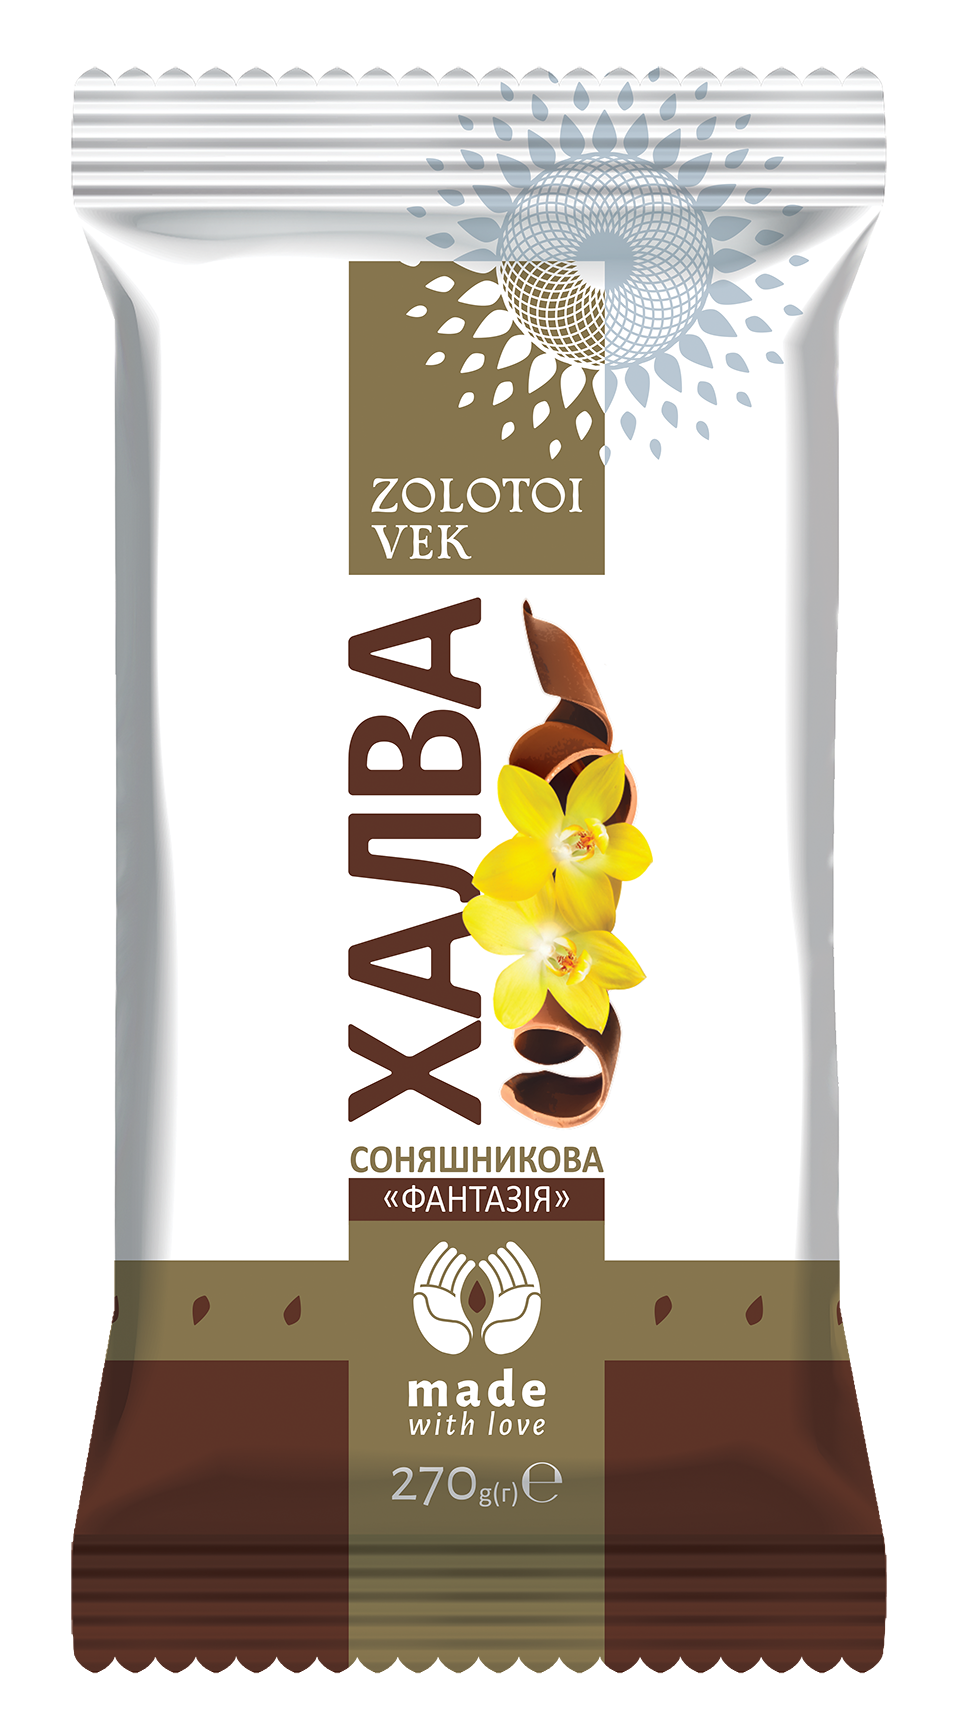 ZOLOTOI
VEK
ХАЛВА
СОНЯШНИКОВА
«ФАНТАЗІЯ»
made
with love
270g(г)℮